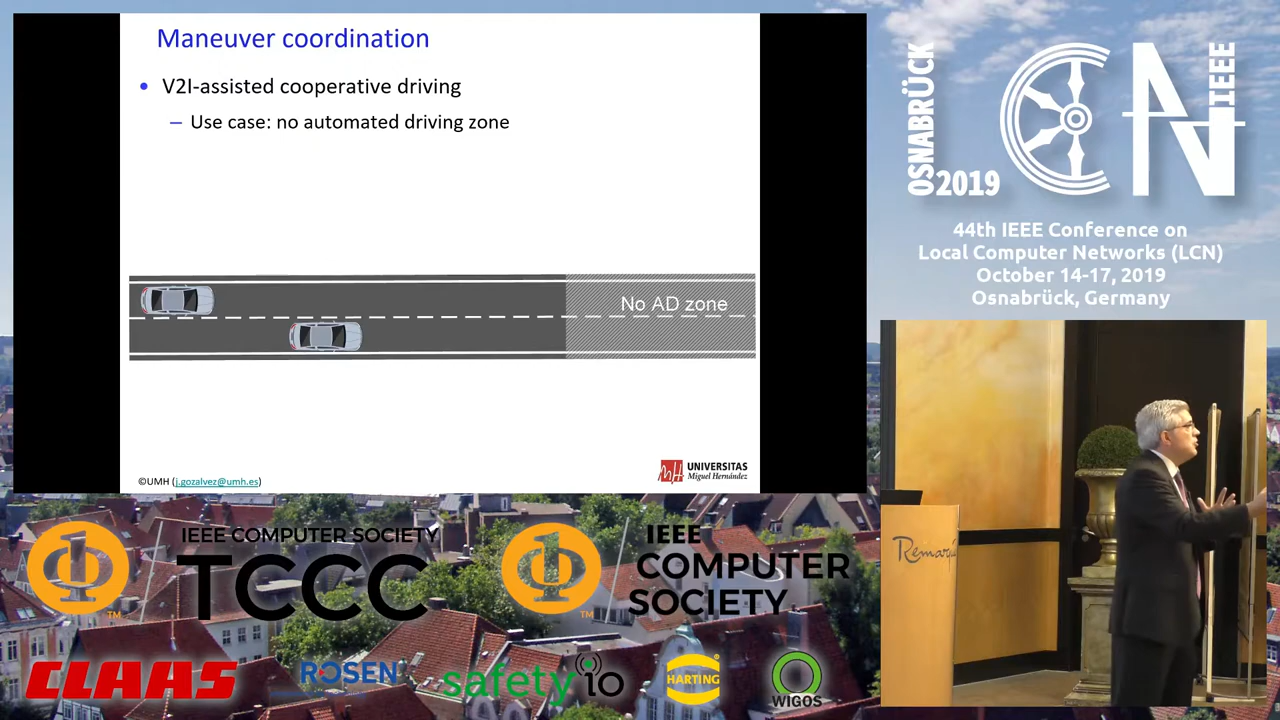 Maneuver coordination
• V2I-assisted cooperative driving
– Use case: no automated driving zone
No AD zone
©UMH (j.gozalvez@umh.es)
UNIVERSITAS
Miguel Hernández
OSNABRÜCK
2019
IEEE
44th IEEE Conference on
Local Computer Networks (LCN)
October 14-17, 2019
Osnabrück, Germany
IEEE COMPUTER SOCIETY
TCCC
TM
IEEE
COMPUTER
SOCIETY
TM
CLAAS
ROSEN
safety io
HARTING
WIGOS